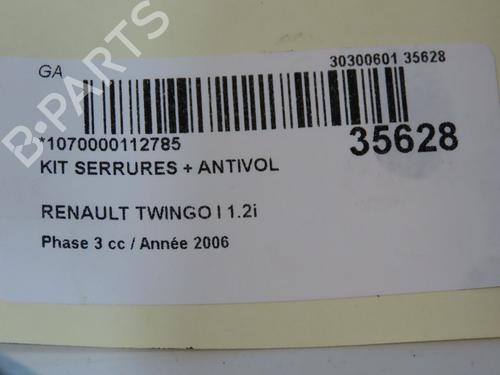 GA
30300601 35628
*1070000112785
35628
KIT SERRURES + ANTIVOL
RENAULT TWINGO I 1.2i
Phase 3 cc / Année 2006
B-PARTS